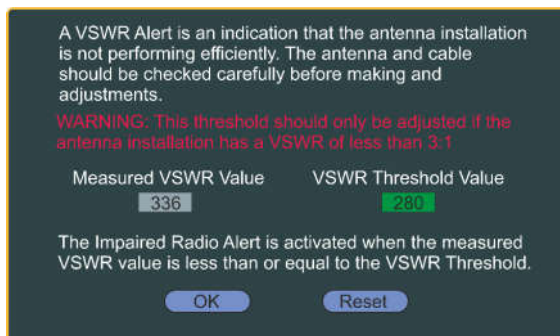 A VSWR Alert is an indication that the antenna installation
is not performing efficiently. The antenna and cable
should be checked carefully before making and
adjustments.
WARNING: This threshold should only be adjusted if the
antenna installation has a VSWR of less than 3:1
Measured VSWR Value VSWR Threshold Value
336 280
The Impaired Radio Alert is activated when the measured
VSWR value is less than or equal to the VSWR Threshold.
OK Reset